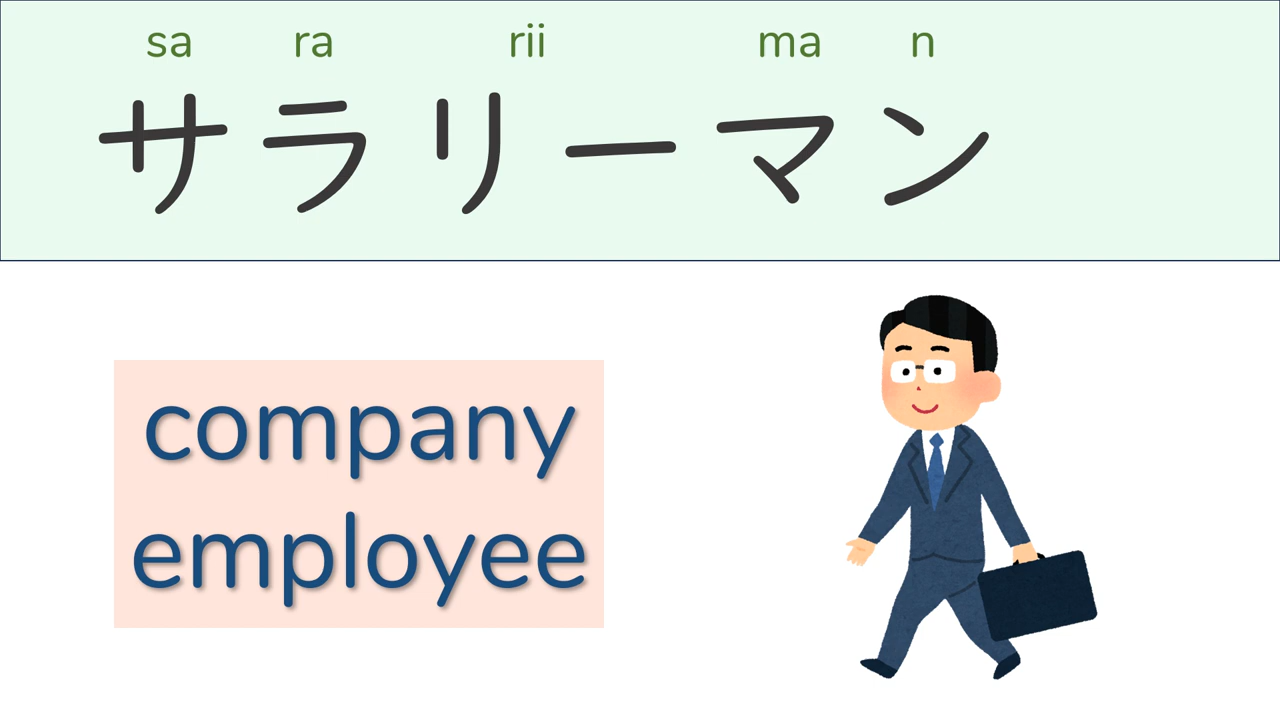 sa ra rii ma n
サラリーマン
company
employee